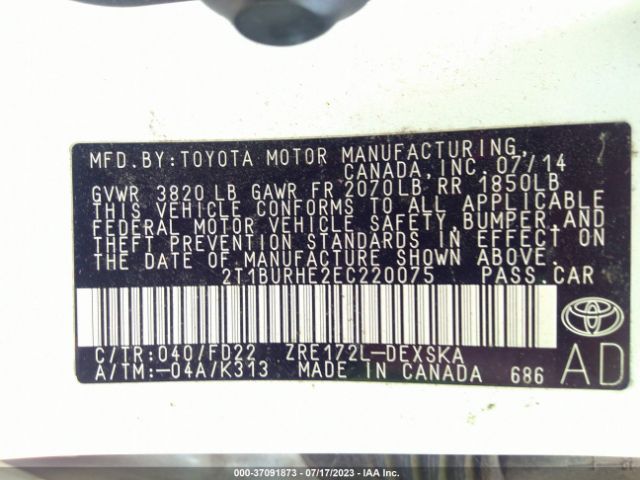 MFD.BY:TOYOTA MOTOR MANUFACTURING,
CANADA, INC. 07/14
GVWR 3820 LB GAWR FR 2070LB RR 1850LB
THIS VEHICLE CONFORMS TO ALL APPLICABLE
FEDERAL MOTOR VEHICLE SAFETY, BUMPER, AND
THEFT PREVENTION STANDARDS IN EFFECT ON
THE DATE OF MANUFACTURE SHOWN ABOVE.
2T1BURHE2EC220075 PASS.CAR
C/TR:040/FD22 ZRE172L-DEXSKA
A/TM:-04A/K313 MADE IN CANADA 686
AD
000-37091873 / 07/17/2023 / IAA Inc.